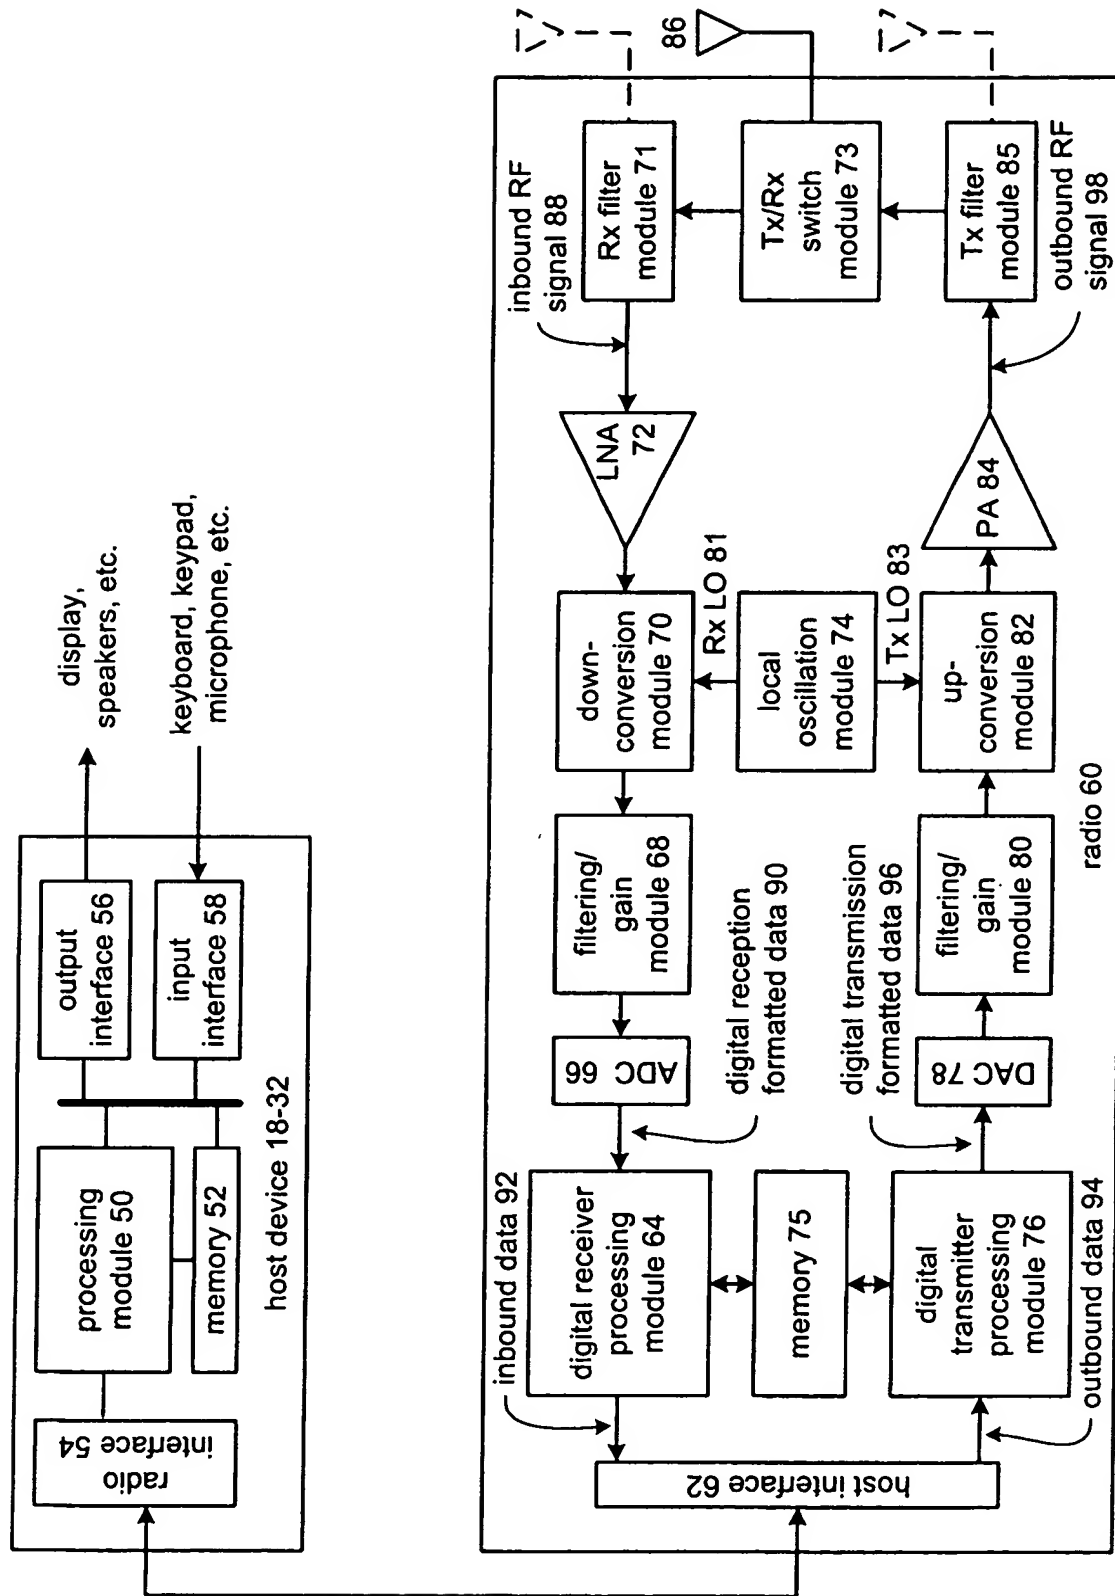 radio
interface 54
processing
module 50
memory 52
output
interface 56
input
interface 58
display,
speakers, etc.
keyboard, keypad,
microphone, etc.
host device 18-32
host interface 62
inbound data 92
digital receiver
processing
module 64
ADC 66
digital reception
formatted data 90
filtering/
gain
module 68
down-
conversion
module 70
Rx LO 81
LNA
72
inbound RF
signal 88
Rx filter
module 71
memory 75
local
oscillation
module 74
Tx LO 83
Tx/Rx
switch
module 73
86
outbound data 94
digital
transmitter
processing
module 76
digital transmission
formatted data 96
DAC 78
filtering/
gain
module 80
up-
conversion
module 82
PA 84
outbound RF
signal 98
Tx filter
module 85
radio 60